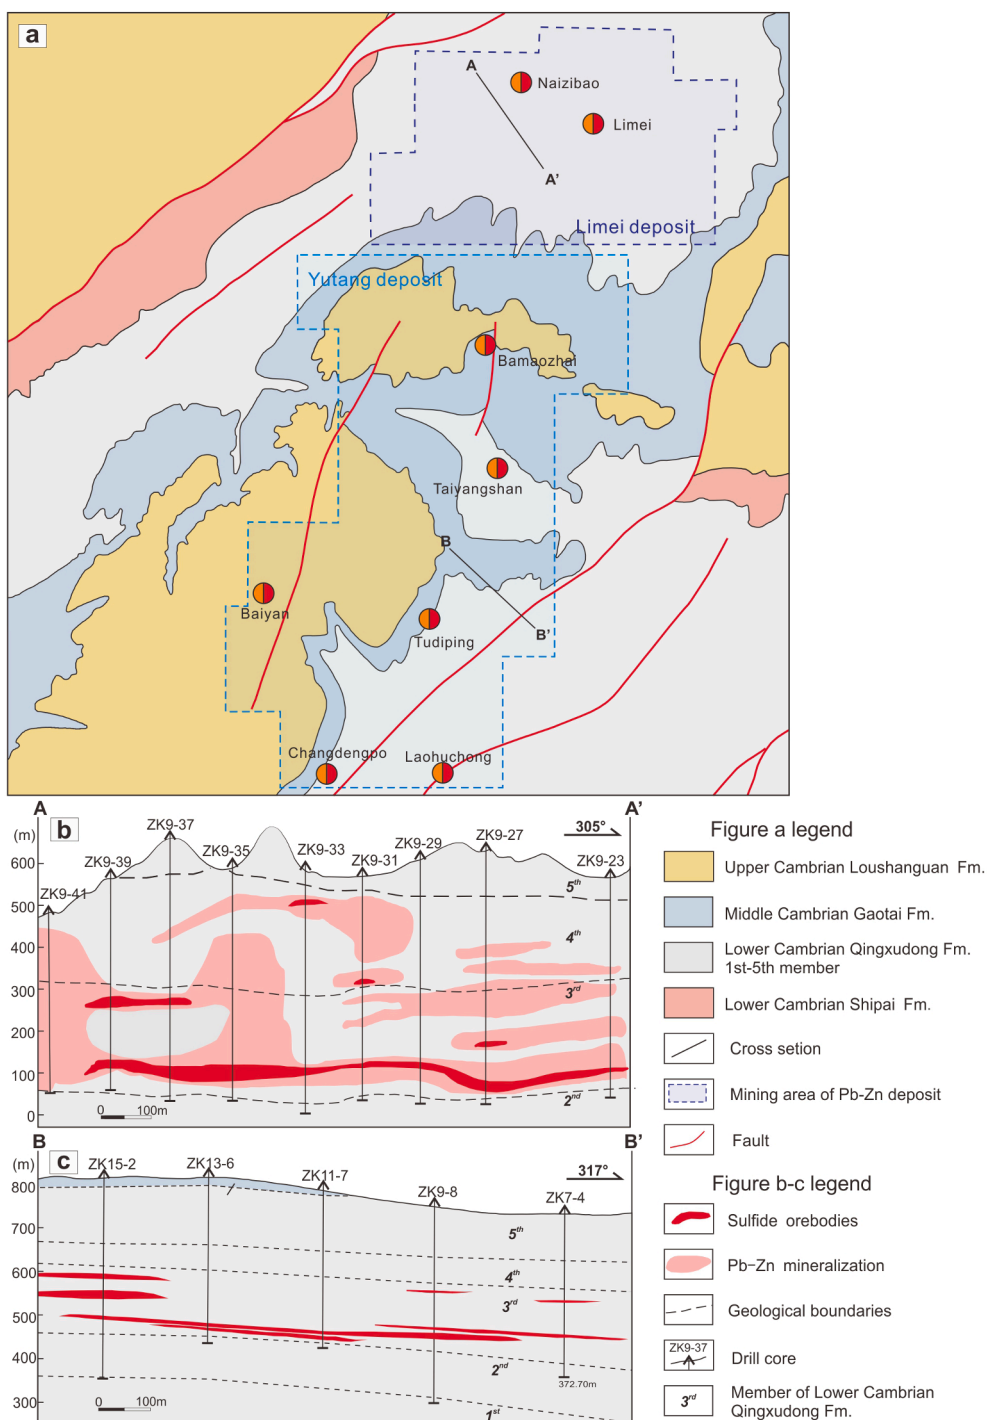 a
A
Naizibao
Limei
A'
Limei deposit
Yutang deposit
Bamaozhai
Taiyangshan
B
Baiyan
B'
Tudiping
Changdengpo
Laohuchong
A
A'
b
(m)
ZK9-37
305°
ZK9-39
ZK9-35
ZK9-33
ZK9-31
ZK9-29
ZK9-27
ZK9-23
ZK9-41
600
500
400
300
200
100
0
5th
4th
3rd
2nd
0 100m
B
B'
c
(m)
ZK15-2
ZK13-6
ZK11-7
ZK9-8
ZK7-4
317°
800
700
600
500
400
300
5th
4th
3rd
2nd
1st
372.70m
0 100m
Figure a legend
Upper Cambrian Loushanguan Fm.
Middle Cambrian Gaotai Fm.
Lower Cambrian Qingxudong Fm.
1st-5th member
Lower Cambrian Shipai Fm.
Cross setion
Mining area of Pb-Zn deposit
Fault
Figure b-c legend
Sulfide orebodies
Pb-Zn mineralization
Geological boundaries
ZK9-37
Drill core
3rd
Member of Lower Cambrian
Qingxudong Fm.